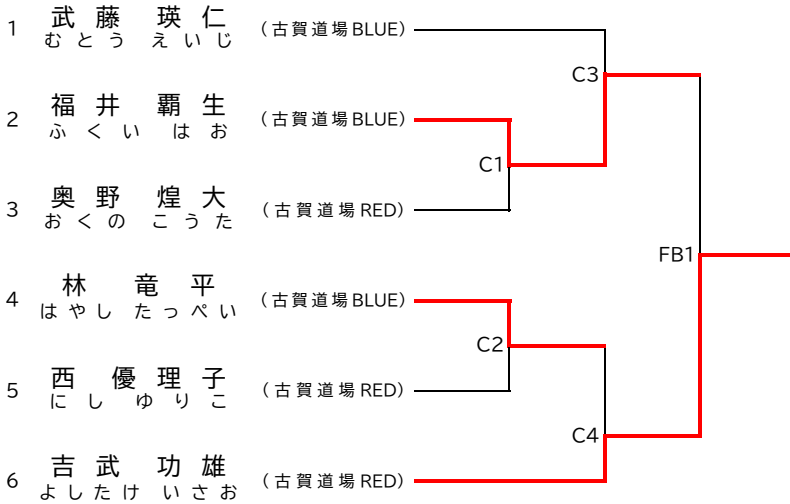 1 武藤 瑛仁 (古賀道場BLUE)
むとう えいじ
C3
2 福井 覇生 (古賀道場BLUE)
ふくい はお
C1
3 奥野 煌大 (古賀道場RED)
おくの こうた
FB1
4 林 竜平 (古賀道場BLUE)
はやし たっぺい
C2
5 西 優理子 (古賀道場RED)
にし ゆりこ
C4
6 吉武 功雄 (古賀道場RED)
よしたけ いさお